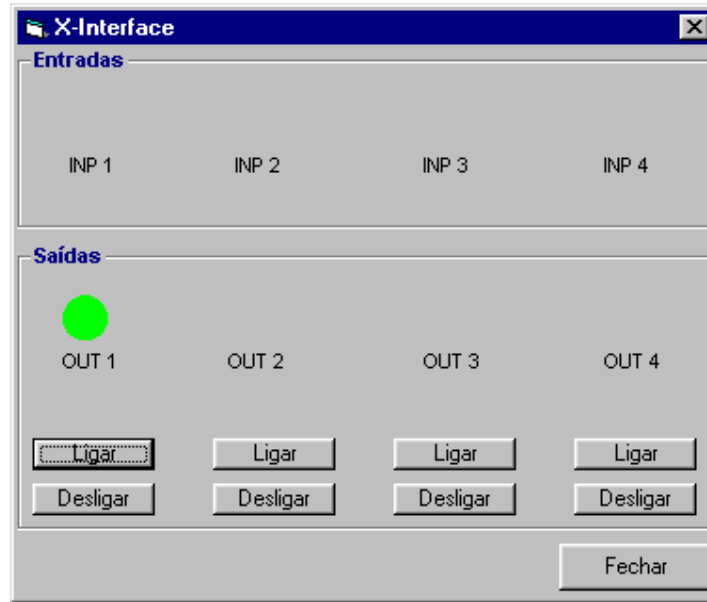 X-Interface
Entradas
INP 1 INP 2 INP 3 INP 4
Saídas
OUT 1 OUT 2 OUT 3 OUT 4
Ligar Ligar Ligar Ligar
Desligar Desligar Desligar Desligar
Fechar